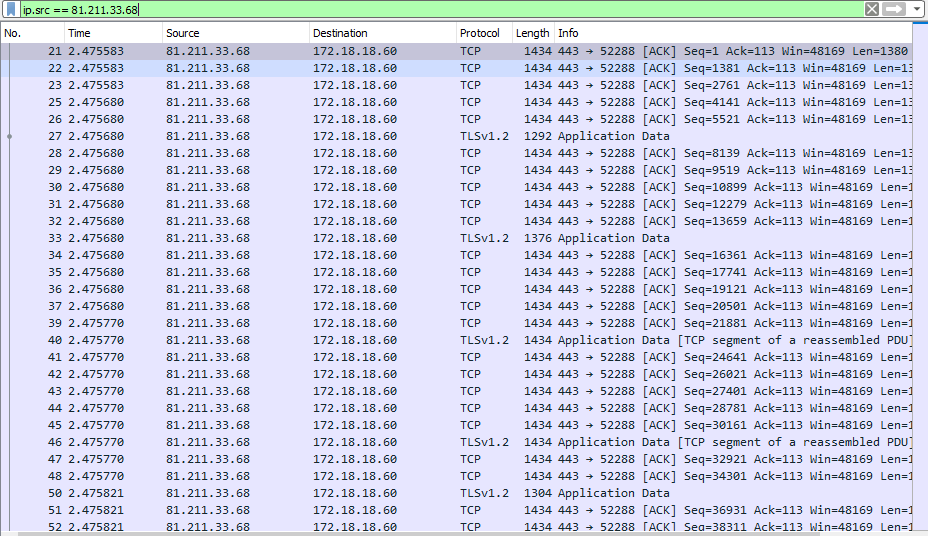 ip.src == 81.211.33.68
No. Time Source Destination Protocol Length Info
21 2.475583 81.211.33.68 172.18.18.60 TCP 1434 443 → 52288 [ACK] Seq=1 Ack=113 Win=48169 Len=1380
22 2.475583 81.211.33.68 172.18.18.60 TCP 1434 443 → 52288 [ACK] Seq=1381 Ack=113 Win=48169 Len=13
23 2.475583 81.211.33.68 172.18.18.60 TCP 1434 443 → 52288 [ACK] Seq=2761 Ack=113 Win=48169 Len=13
25 2.475680 81.211.33.68 172.18.18.60 TCP 1434 443 → 52288 [ACK] Seq=4141 Ack=113 Win=48169 Len=13
26 2.475680 81.211.33.68 172.18.18.60 TCP 1434 443 → 52288 [ACK] Seq=5521 Ack=113 Win=48169 Len=13
27 2.475680 81.211.33.68 172.18.18.60 TLSv1.2 1292 Application Data
28 2.475680 81.211.33.68 172.18.18.60 TCP 1434 443 → 52288 [ACK] Seq=8139 Ack=113 Win=48169 Len=13
29 2.475680 81.211.33.68 172.18.18.60 TCP 1434 443 → 52288 [ACK] Seq=9519 Ack=113 Win=48169 Len=13
30 2.475680 81.211.33.68 172.18.18.60 TCP 1434 443 → 52288 [ACK] Seq=10899 Ack=113 Win=48169 Len=1
31 2.475680 81.211.33.68 172.18.18.60 TCP 1434 443 → 52288 [ACK] Seq=12279 Ack=113 Win=48169 Len=1
32 2.475680 81.211.33.68 172.18.18.60 TCP 1434 443 → 52288 [ACK] Seq=13659 Ack=113 Win=48169 Len=1
33 2.475680 81.211.33.68 172.18.18.60 TLSv1.2 1376 Application Data
34 2.475680 81.211.33.68 172.18.18.60 TCP 1434 443 → 52288 [ACK] Seq=16361 Ack=113 Win=48169 Len=1
35 2.475680 81.211.33.68 172.18.18.60 TCP 1434 443 → 52288 [ACK] Seq=17741 Ack=113 Win=48169 Len=1
36 2.475680 81.211.33.68 172.18.18.60 TCP 1434 443 → 52288 [ACK] Seq=19121 Ack=113 Win=48169 Len=1
37 2.475680 81.211.33.68 172.18.18.60 TCP 1434 443 → 52288 [ACK] Seq=20501 Ack=113 Win=48169 Len=1
39 2.475770 81.211.33.68 172.18.18.60 TCP 1434 443 → 52288 [ACK] Seq=21881 Ack=113 Win=48169 Len=1
40 2.475770 81.211.33.68 172.18.18.60 TLSv1.2 1434 Application Data [TCP segment of a reassembled PDU]
41 2.475770 81.211.33.68 172.18.18.60 TCP 1434 443 → 52288 [ACK] Seq=24641 Ack=113 Win=48169 Len=1
42 2.475770 81.211.33.68 172.18.18.60 TCP 1434 443 → 52288 [ACK] Seq=26021 Ack=113 Win=48169 Len=1
43 2.475770 81.211.33.68 172.18.18.60 TCP 1434 443 → 52288 [ACK] Seq=27401 Ack=113 Win=48169 Len=1
44 2.475770 81.211.33.68 172.18.18.60 TCP 1434 443 → 52288 [ACK] Seq=28781 Ack=113 Win=48169 Len=1
45 2.475770 81.211.33.68 172.18.18.60 TCP 1434 443 → 52288 [ACK] Seq=30161 Ack=113 Win=48169 Len=1
46 2.475770 81.211.33.68 172.18.18.60 TLSv1.2 1434 Application Data [TCP segment of a reassembled PDU]
47 2.475770 81.211.33.68 172.18.18.60 TCP 1434 443 → 52288 [ACK] Seq=32921 Ack=113 Win=48169 Len=1
48 2.475770 81.211.33.68 172.18.18.60 TCP 1434 443 → 52288 [ACK] Seq=34301 Ack=113 Win=48169 Len=1
50 2.475821 81.211.33.68 172.18.18.60 TLSv1.2 1304 Application Data
51 2.475821 81.211.33.68 172.18.18.60 TCP 1434 443 → 52288 [ACK] Seq=36931 Ack=113 Win=48169 Len=1
52 2.475821 81.211.33.68 172.18.18.60 TCP 1434 443 → 52288 [ACK] Seq=38311 Ack=113 Win=48169 Len=1